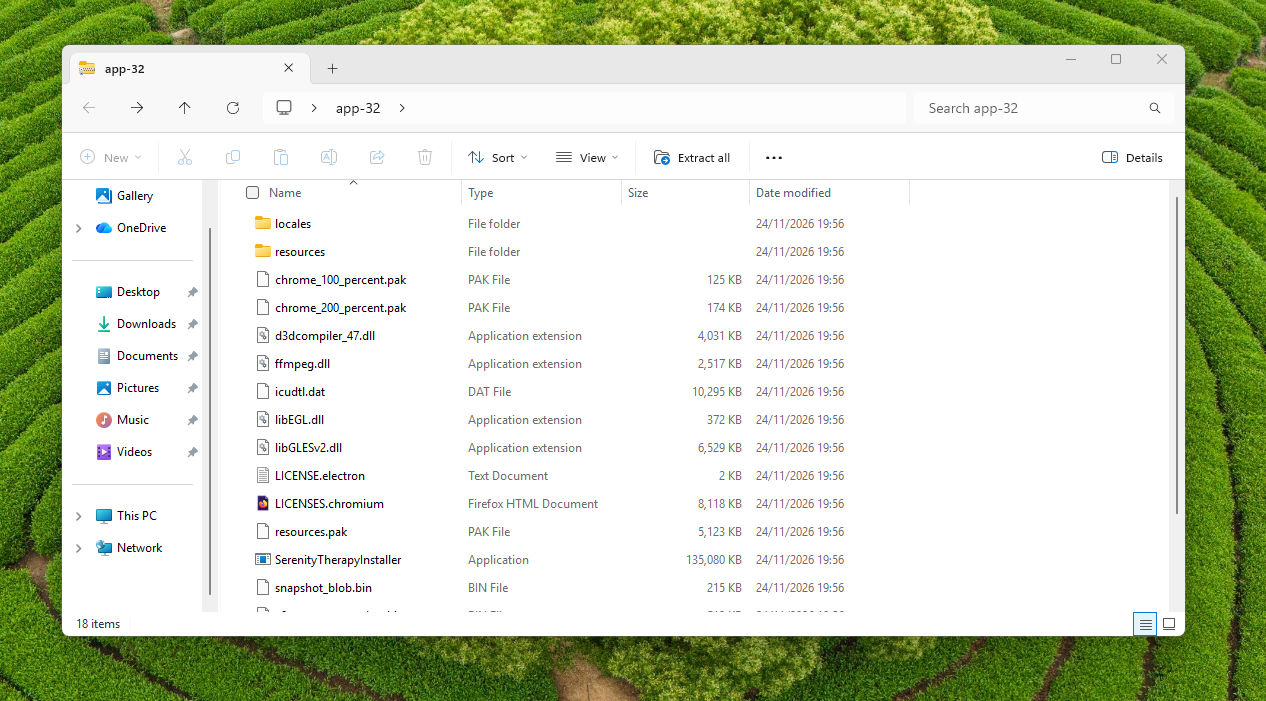 app-32
app-32
Search app-32
New
Sort
View
Extract all
Details
Gallery
OneDrive
Desktop
Downloads
Documents
Pictures
Music
Videos
This PC
Network
Name Type Size Date modified
locales File folder 24/11/2026 19:56
resources File folder 24/11/2026 19:56
chrome_100_percent.pak PAK File 125 KB 24/11/2026 19:56
chrome_200_percent.pak PAK File 174 KB 24/11/2026 19:56
d3dcompiler_47.dll Application extension 4,031 KB 24/11/2026 19:56
ffmpeg.dll Application extension 2,517 KB 24/11/2026 19:56
icudtl.dat DAT File 10,295 KB 24/11/2026 19:56
libEGL.dll Application extension 372 KB 24/11/2026 19:56
libGLESv2.dll Application extension 6,529 KB 24/11/2026 19:56
LICENSE.electron Text Document 2 KB 24/11/2026 19:56
LICENSES.chromium Firefox HTML Document 8,118 KB 24/11/2026 19:56
resources.pak PAK File 5,123 KB 24/11/2026 19:56
SerenityTherapyInstaller Application 135,080 KB 24/11/2026 19:56
snapshot_blob.bin BIN File 215 KB 24/11/2026 19:56
18 items